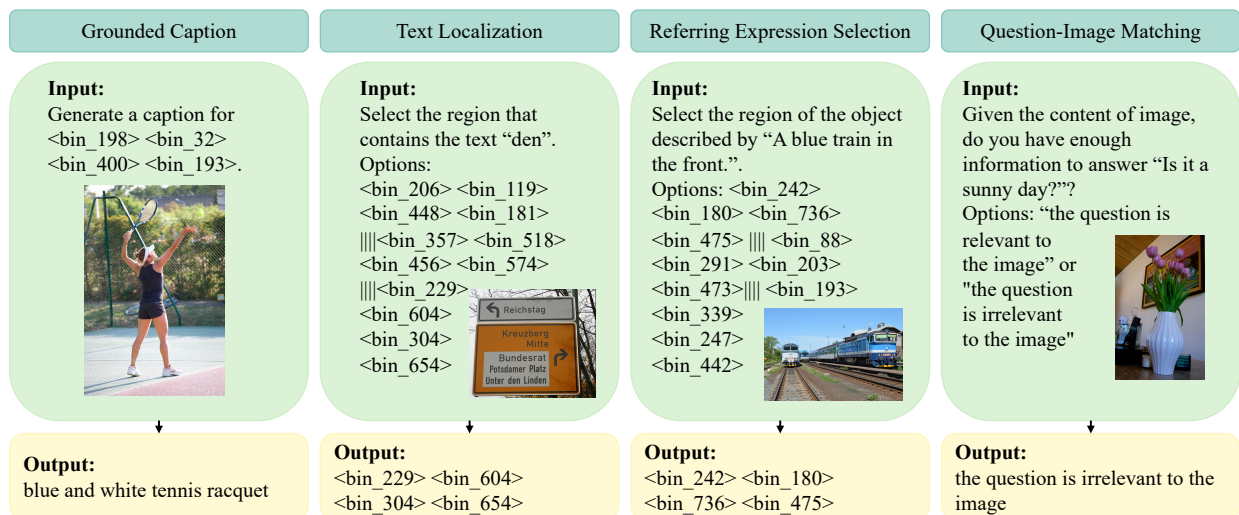 Grounded Caption
Input:
Generate a caption for
<bin_198> <bin_32>
<bin_400> <bin_193>.
Output:
blue and white tennis racquet
Text Localization
Input:
Select the region that
contains the text “den”.
Options:
<bin_206> <bin_119>
<bin_448> <bin_181>
||||<bin_357> <bin_518>
<bin_456> <bin_574>
||||<bin_229>
<bin_604>
<bin_304>
<bin_654>
Reichstag
Kreuzberg
Mitte
Bundesrat
Potsdamer Platz
Unter den Linden
Output:
<bin_229> <bin_604>
<bin_304> <bin_654>
Referring Expression Selection
Input:
Select the region of the object
described by “A blue train in
the front.”.
Options: <bin_242>
<bin_180> <bin_736>
<bin_475> |||| <bin_88>
<bin_291> <bin_203>
<bin_473>|||| <bin_193>
<bin_339>
<bin_247>
<bin_442>
Output:
<bin_242> <bin_180>
<bin_736> <bin_475>
Question-Image Matching
Input:
Given the content of image,
do you have enough
information to answer “Is it a
sunny day?”?
Options: “the question is
relevant to
the image” or
"the question
is irrelevant
to the image"
Output:
the question is irrelevant to the
image